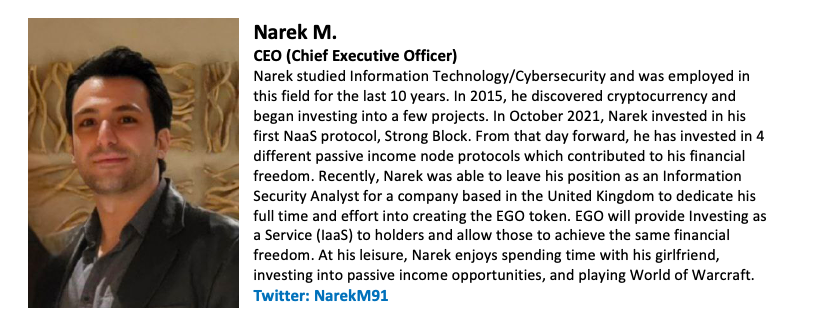 Narek M.
CEO (Chief Executive Officer)
Narek studied Information Technology/Cybersecurity and was employed in
this field for the last 10 years. In 2015, he discovered cryptocurrency and
began investing into a few projects. In October 2021, Narek invested in his
first NaaS protocol, Strong Block. From that day forward, he has invested in 4
different passive income node protocols which contributed to his financial
freedom. Recently, Narek was able to leave his position as an Information
Security Analyst for a company based in the United Kingdom to dedicate his
full time and effort into creating the EGO token. EGO will provide Investing as
a Service (IaaS) to holders and allow those to achieve the same financial
freedom. At his leisure, Narek enjoys spending time with his girlfriend,
investing into passive income opportunities, and playing World of Warcraft.
Twitter: NarekM91